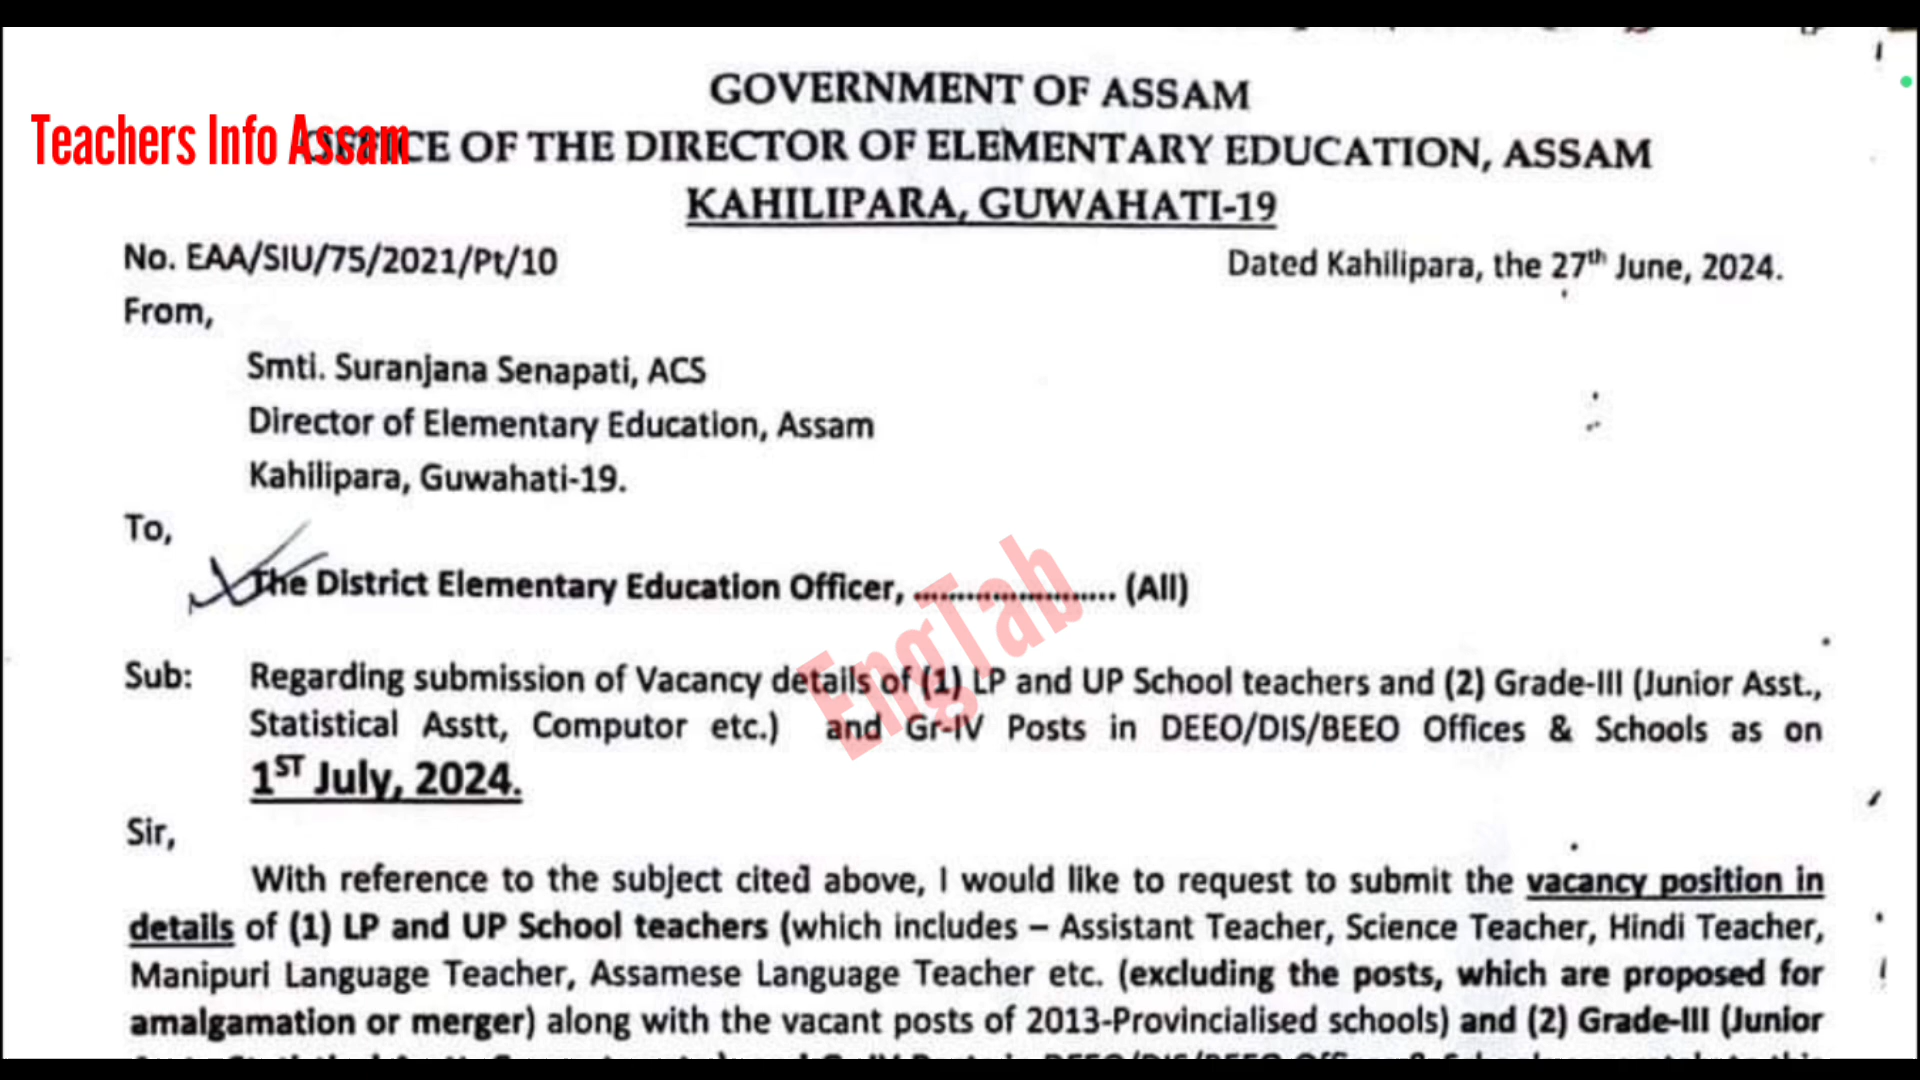 GOVERNMENT OF ASSAM
Teachers Info Assam
OFFICE OF THE DIRECTOR OF ELEMENTARY EDUCATION, ASSAM
KAHILIPARA, GUWAHATI-19
No. EAA/SIU/75/2021/Pt/10 Dated Kahilipara, the 27th June, 2024.
From,
Smti. Suranjana Senapati, ACS
Director of Elementary Education, Assam
Kahilipara, Guwahati-19.
To,
The District Elementary Education Officer, ........................ (All)
EngTab
Sub: Regarding submission of Vacancy details of (1) LP and UP School teachers and (2) Grade-III (Junior Asst.,
Statistical Asstt, Computor etc.) and Gr-IV Posts in DEEO/DIS/BEEO Offices & Schools as on
1ST July, 2024.
Sir,
With reference to the subject cited above, I would like to request to submit the vacancy position in
details of (1) LP and UP School teachers (which includes – Assistant Teacher, Science Teacher, Hindi Teacher,
Manipuri Language Teacher, Assamese Language Teacher etc. (excluding the posts, which are proposed for
amalgamation or merger) along with the vacant posts of 2013-Provincialised schools) and (2) Grade-III (Junior